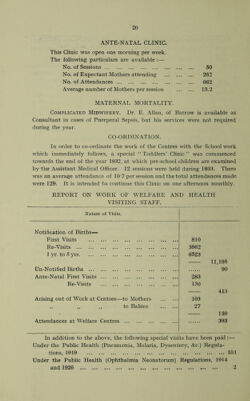 20
ANTE-NATAL CLINIC.
This Clinic was open one morning per week.
The following particulars are available :—
No. of Sessions ... 50
No. of Expectant Mothers attending ... 262
No. of Attendances ... 662
Average number of Mothers per session ... 13.2
MATERNAL MORTALITY.
COMPLICATED MIDWIFERY. Dr. E. Allan, of Harrow is available as
Consultant in cases of Puerperal Sepsis, but his services were not required
during the year.
CO-ORDINATION.
In order to co-ordinate the work of the Centres with the School work
which immediately follows, a special "Toddlers' Clinic" was commenced
towards the end of the year 1932, at which pre-school children are examined
by the Assistant Medical Officer. 12 sessions were held during 1933. There
was an average attendance of 10·7 per session and the total attendances made
were 129. It is intended to continue this Clinic on one afternoon monthly.
REPORT ON WORK OF WELFARE AND HEALTH
VISITING STAFF.
Nature of Visits.
Notification of Births—
First Visits ... 810
Re-Visits ... 3862
1 yr. to 5 yrs. ... 6523
11,195
Un-Notified Births ... 90
Ante-Natal First Visits ... 283
Re-Visits ... 130
413
Arising out of Work at Centres—to Mothers ... 103
" " " to Babies ... 27
130
Attendances at Welfare Centres ... 393
In addition to the above, the following special visits have been paid :—
Under the Public Health (Pneumonia, Malaria, Dysentery, &c.) Regula-
tions, 1919 ... 551
Under the Public Health (Ophthalmia Neonatorum) Regulations, 1914
and 1926 ... 2